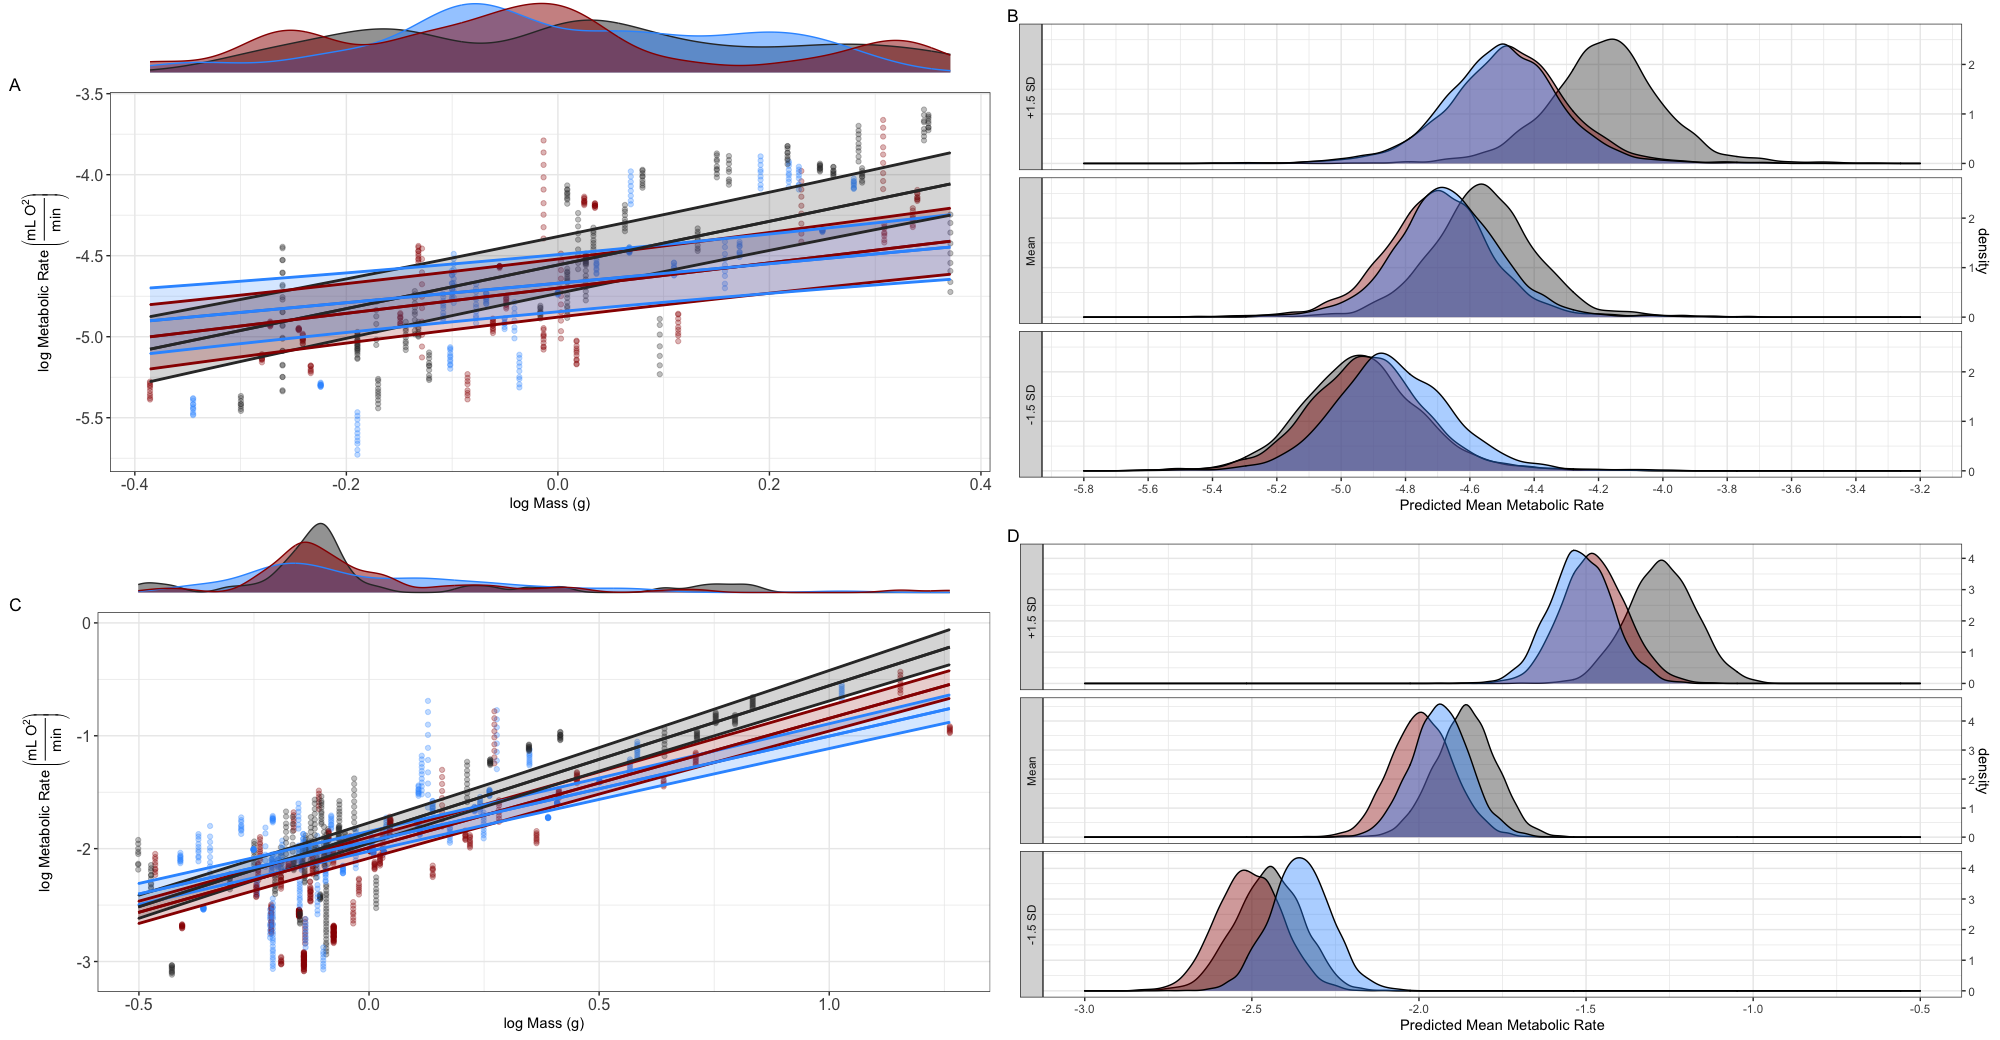 A
-3.5
-4.0
-4.5
-5.0
-5.5
log Metabolic Rate (mL O2 / min)
-0.4 -0.2 0.0 0.2 0.4
log Mass (g)
B
+1.5 SD
0 1 2
Mean
0 1 2
-1.5 SD
0 1 2
density
-5.8 -5.6 -5.4 -5.2 -5.0 -4.8 -4.6 -4.4 -4.2 -4.0 -3.8 -3.6 -3.4 -3.2
Predicted Mean Metabolic Rate
C
0
-1
-2
-3
log Metabolic Rate (mL O2 / min)
-0.5 0.0 0.5 1.0
log Mass (g)
D
+1.5 SD
0 1 2 3 4
Mean
0 1 2 3 4
-1.5 SD
0 1 2 3 4
density
-3.0 -2.5 -2.0 -1.5 -1.0 -0.5
Predicted Mean Metabolic Rate